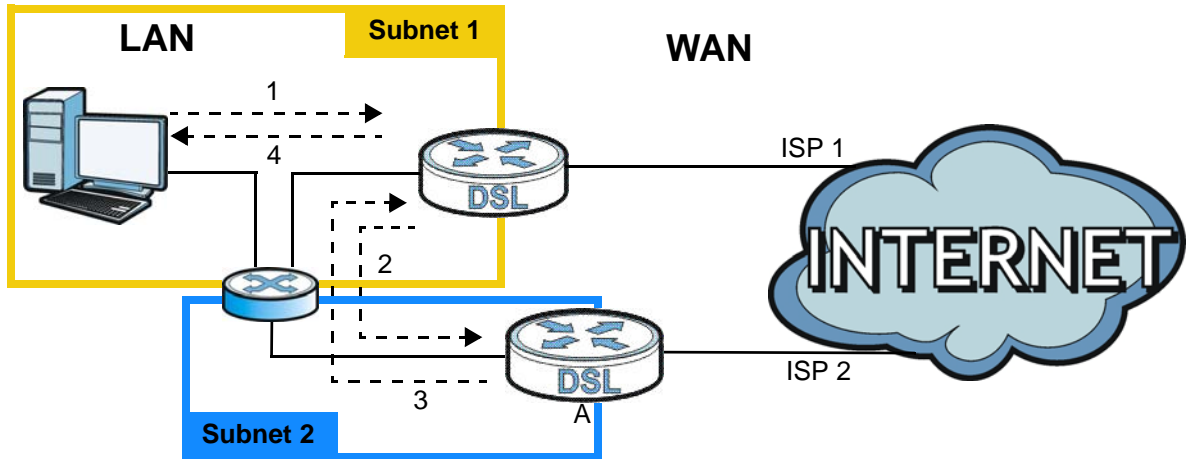 LAN
Subnet 1
WAN
1
4
DSL
ISP 1
INTERNET
2
DSL
ISP 2
3
A
Subnet 2